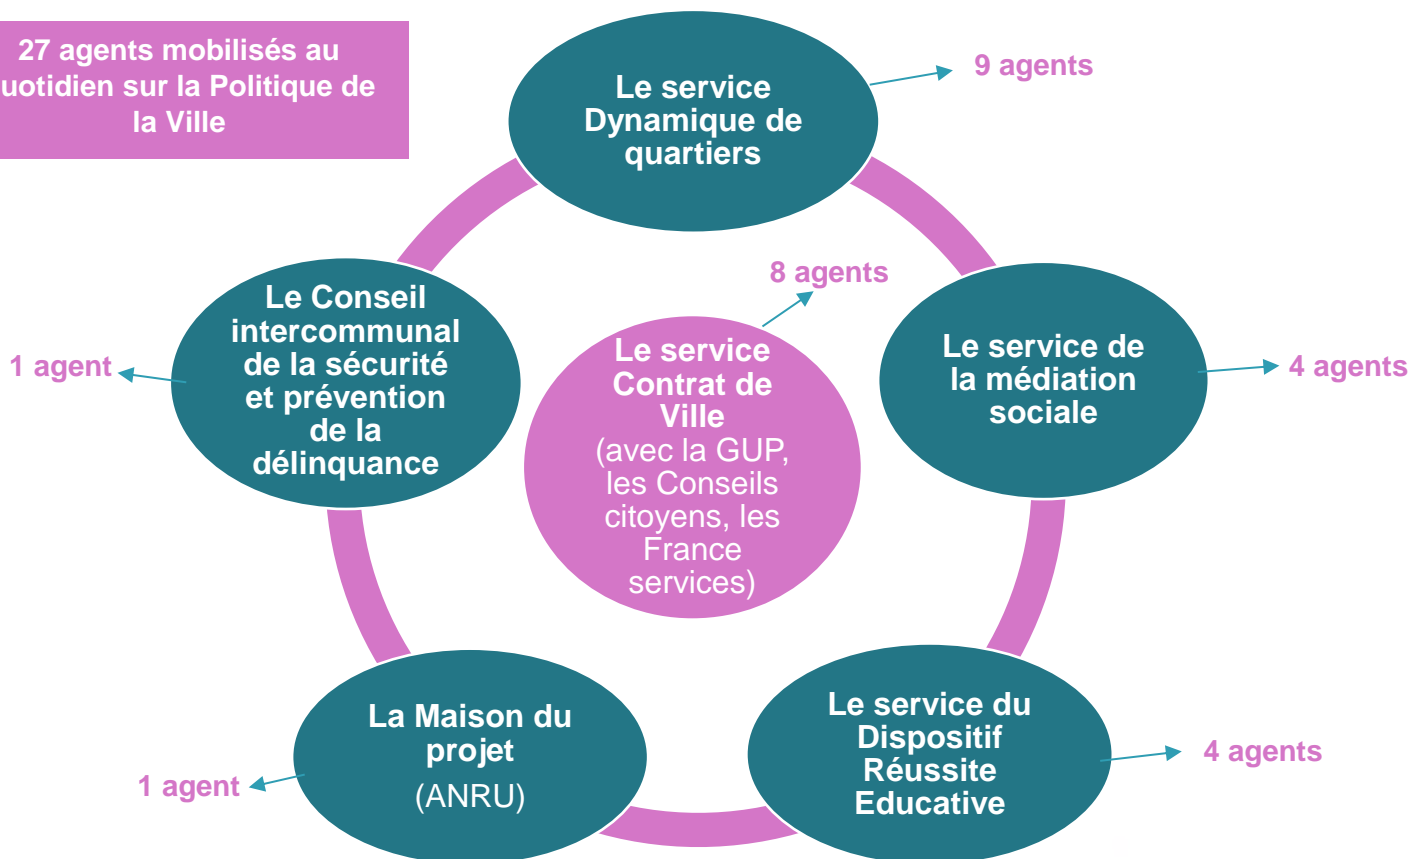 27 agents mobilisés au
uotidien sur la Politique de
la Ville
Le service
Dynamique de
quartiers
9 agents
8 agents
Le Conseil
intercommunal
de la sécurité
et prévention
de la
délinquance
1 agent
Le service
Contrat de
Ville
(avec la GUP,
les Conseils
citoyens, les
France
services)
Le service de
la médiation
sociale
4 agents
La Maison du
projet
(ANRU)
1 agent
Le service du
Dispositif
Réussite
Educative
4 agents